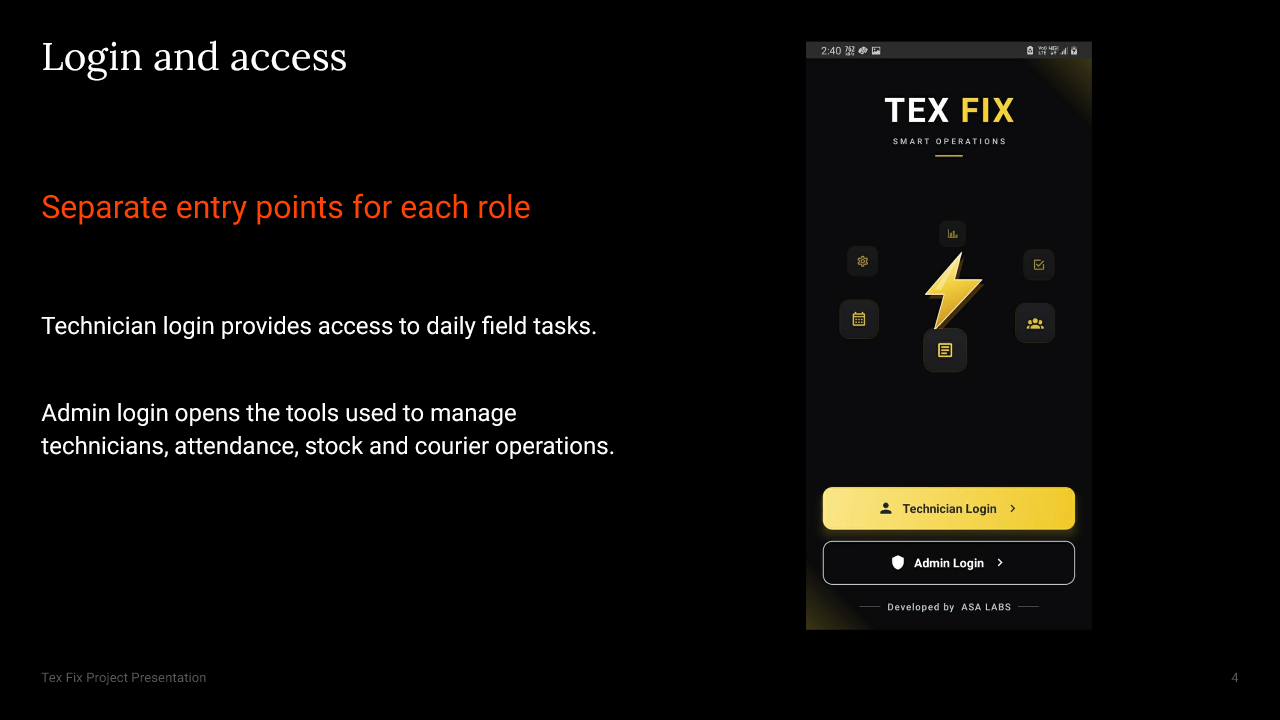 Login and access
Separate entry points for each role
Technician login provides access to daily field tasks.
Admin login opens the tools used to manage
technicians, attendance, stock and courier operations.
2:40
TEX FIX
SMART OPERATIONS
Technician Login
Admin Login
Developed by ASA LABS
Tex Fix Project Presentation
4